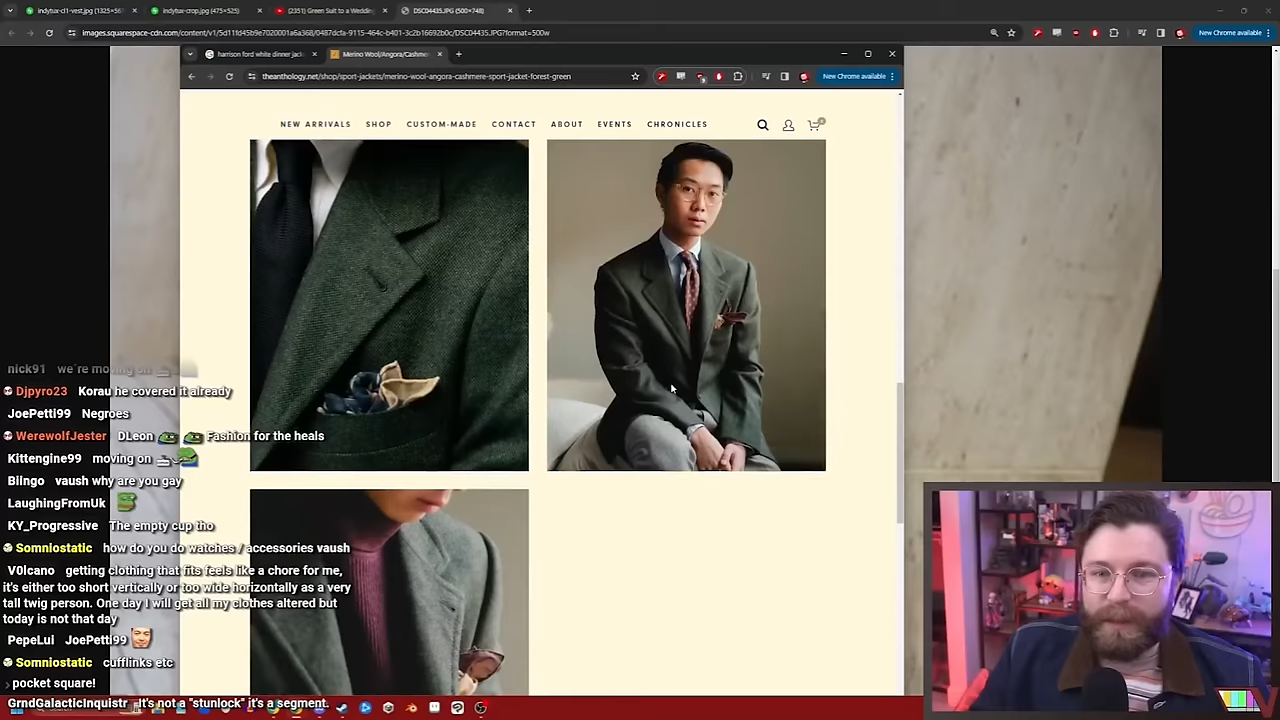 indytux-cl1-vest.jpg (1325×56
indytux-crop.jpg (475×525)
(2351) Green Suit to a Wedding
DSC04435.JPG (500×748)
images.squarespace-cdn.com/content/v1/5d11fd45b9e7020001a6a368/0487dcfa-9115-464c-b401-3c2b16692b0c/DSC04435.JPG?format=500w
New Chrome available
harrison ford white dinner jack
Merino Wool/Angora/Cashme
theanthology.net/shop/sport-jackets/merino-wool-angora-cashmere-sport-jacket-forest-green
New Chrome available
NEW ARRIVALS SHOP CUSTOM-MADE CONTACT ABOUT EVENTS CHRONICLES
nick91 we're moving on
Djpyro23 Korau he covered it already
JoePetti99 Negroes
WerewolfJester DLeon Fashion for the heals
Kittengine99 moving on
Blingo vaush why are you gay
LaughingFromUk
KY_Progressive The empty cup tho
Somniostatic how do you do watches / accessories vaush
V0lcano getting clothing that fits feels like a chore for me,
it's either too short vertically or too wide horizontally as a very
tall twig person. One day I will get all my clothes altered but
today is not that day
PepeLui JoePetti99
Somniostatic cufflinks etc
pocket square!
GrndGalacticInquistr It's not a "stunlock" it's a segment.